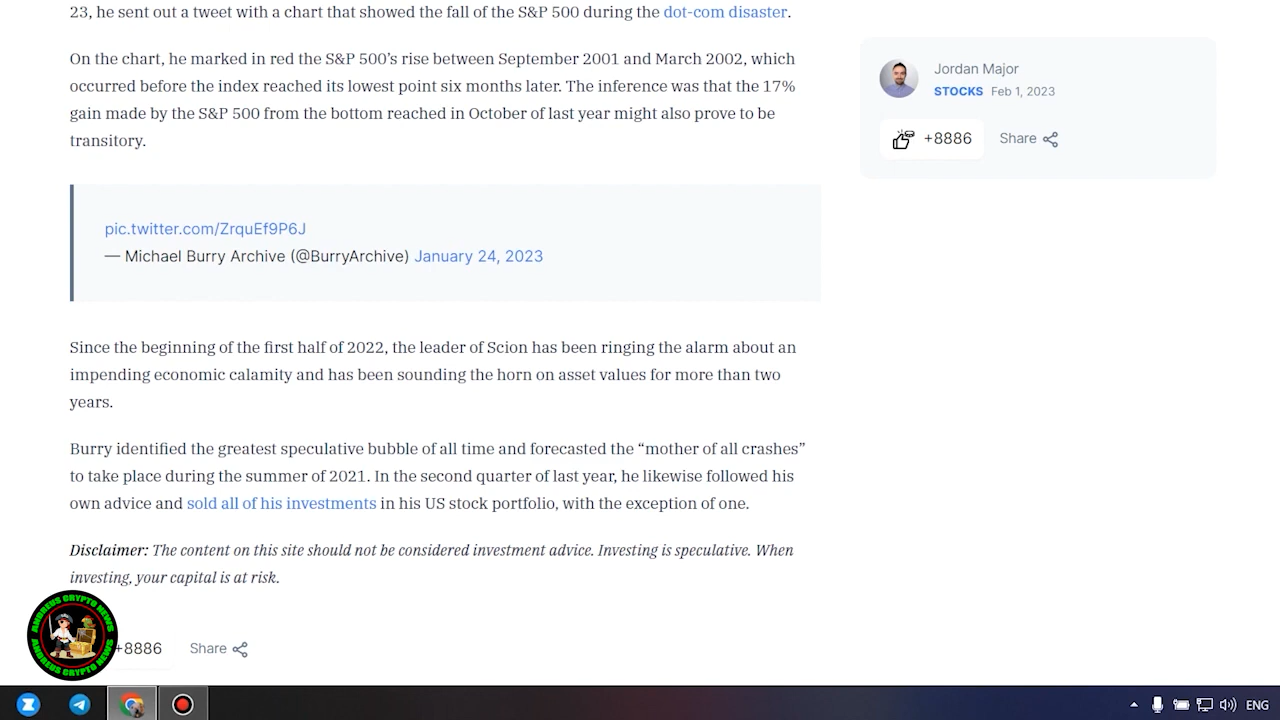 23, he sent out a tweet with a chart that showed the fall of the S&P 500 during the dot-com disaster.
On the chart, he marked in red the S&P 500’s rise between September 2001 and March 2002, which
occurred before the index reached its lowest point six months later. The inference was that the 17%
gain made by the S&P 500 from the bottom reached in October of last year might also prove to be
transitory.
pic.twitter.com/ZrquEf9P6J
— Michael Burry Archive (@BurryArchive) January 24, 2023
Since the beginning of the first half of 2022, the leader of Scion has been ringing the alarm about an
impending economic calamity and has been sounding the horn on asset values for more than two
years.
Burry identified the greatest speculative bubble of all time and forecasted the “mother of all crashes”
to take place during the summer of 2021. In the second quarter of last year, he likewise followed his
own advice and sold all of his investments in his US stock portfolio, with the exception of one.
Disclaimer: The content on this site should not be considered investment advice. Investing is speculative. When
investing, your capital is at risk.
+8886 Share
Jordan Major
STOCKS Feb 1, 2023
+8886 Share
ANDREUS CRYPTO NEWS
ANDREUS CRYPTO NEWS
ENG